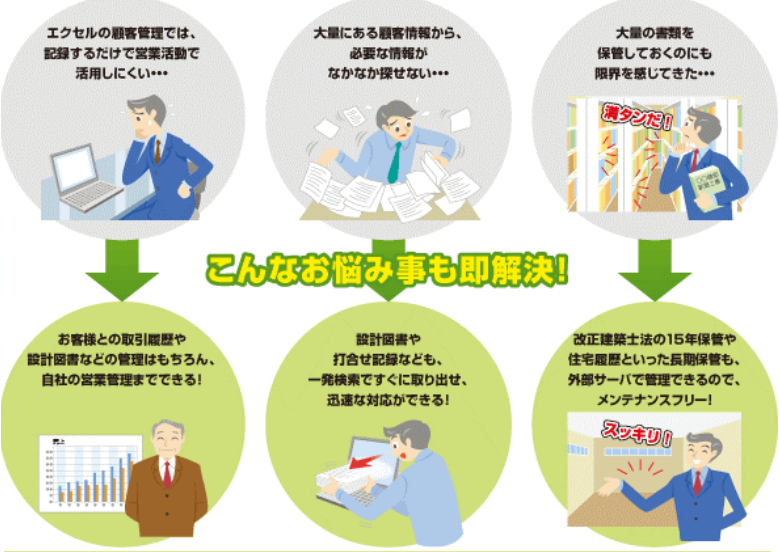 エクセルの顧客管理では、
記録するだけで営業活動で
活用しにくい･･･
大量にある顧客情報から、
必要な情報が
なかなか探せない･･･
大量の書類を
保管しておくのにも
限界を感じてきた･･･
満タンだ！
こんなお悩み事も即解決！
お客様との取引履歴や
設計図書などの管理はもちろん、
自社の営業管理までできる！
設計図書や
打合せ記録なども、
一発検索ですぐに取り出せ、
迅速な対応ができる！
改正建築士法の15年保管や
住宅履歴といった長期保管も、
外部サーバで管理できるので、
メンテナンスフリー！
スッキリ！